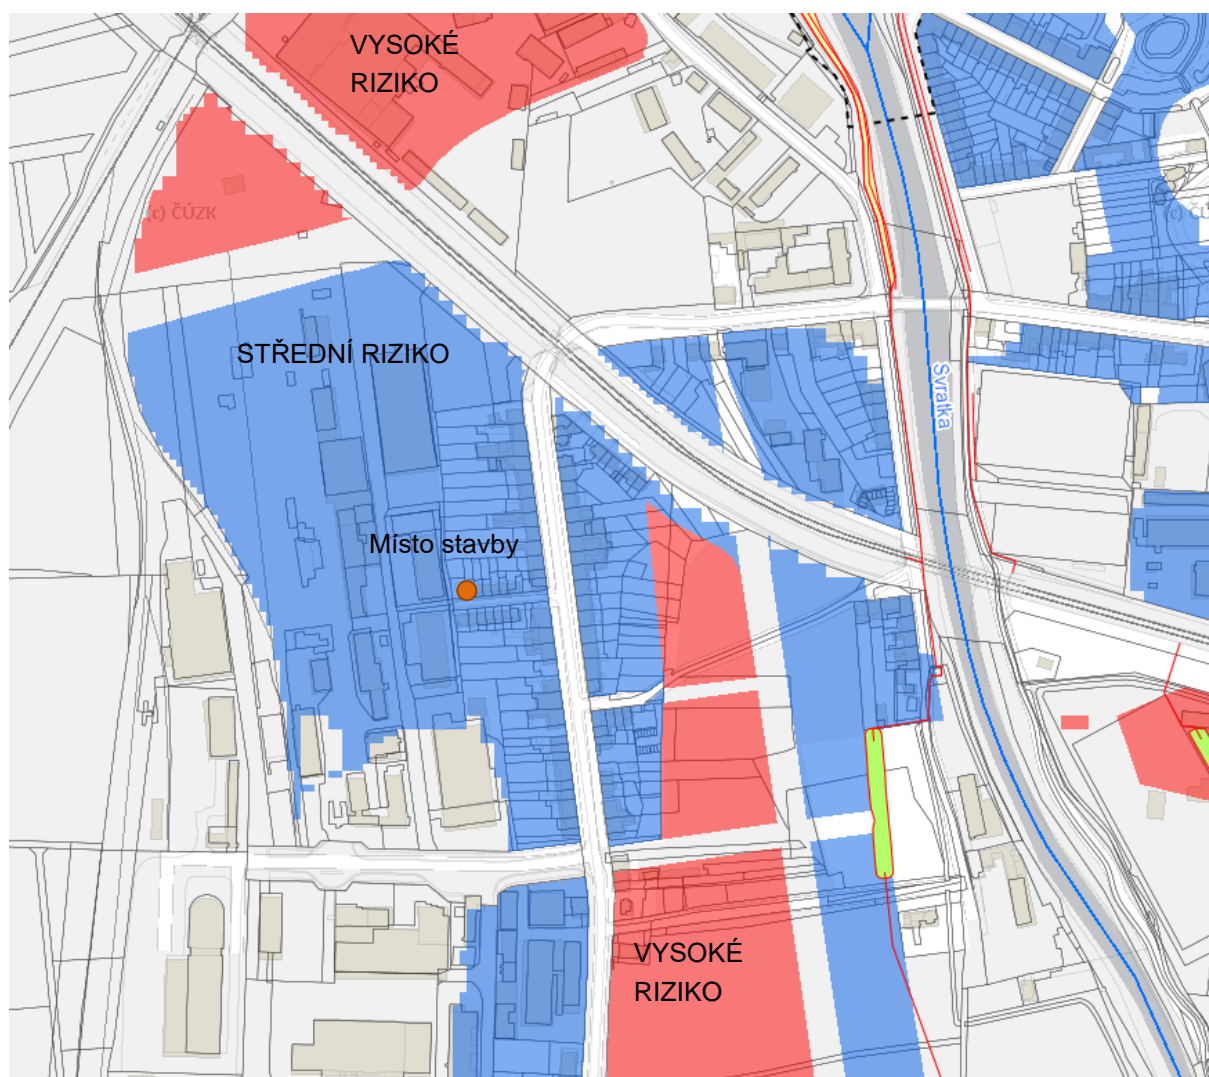 VYSOKÉ
RIZIKO
(c) ČÚZK
STŘEDNÍ RIZIKO
Svratka
Místo stavby
VYSOKÉ
RIZIKO